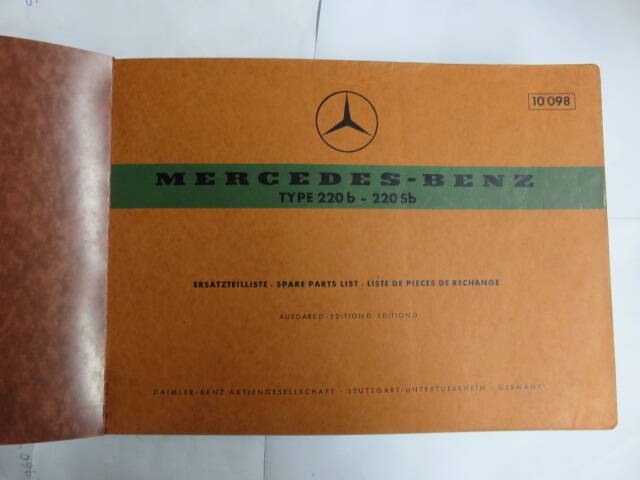 10 098
MERCEDES-BENZ
TYPE 220 b - 220 Sb
ERSATZTEILLISTE · SPARE PARTS LIST · LISTE DE PIECES DE RECHANGE
AUSGABE D · EDITION D · EDITION D
DAIMLER-BENZ AKTIENGESELLSCHAFT · STUTTGART-UNTERTUERKHEIM · GERMANY